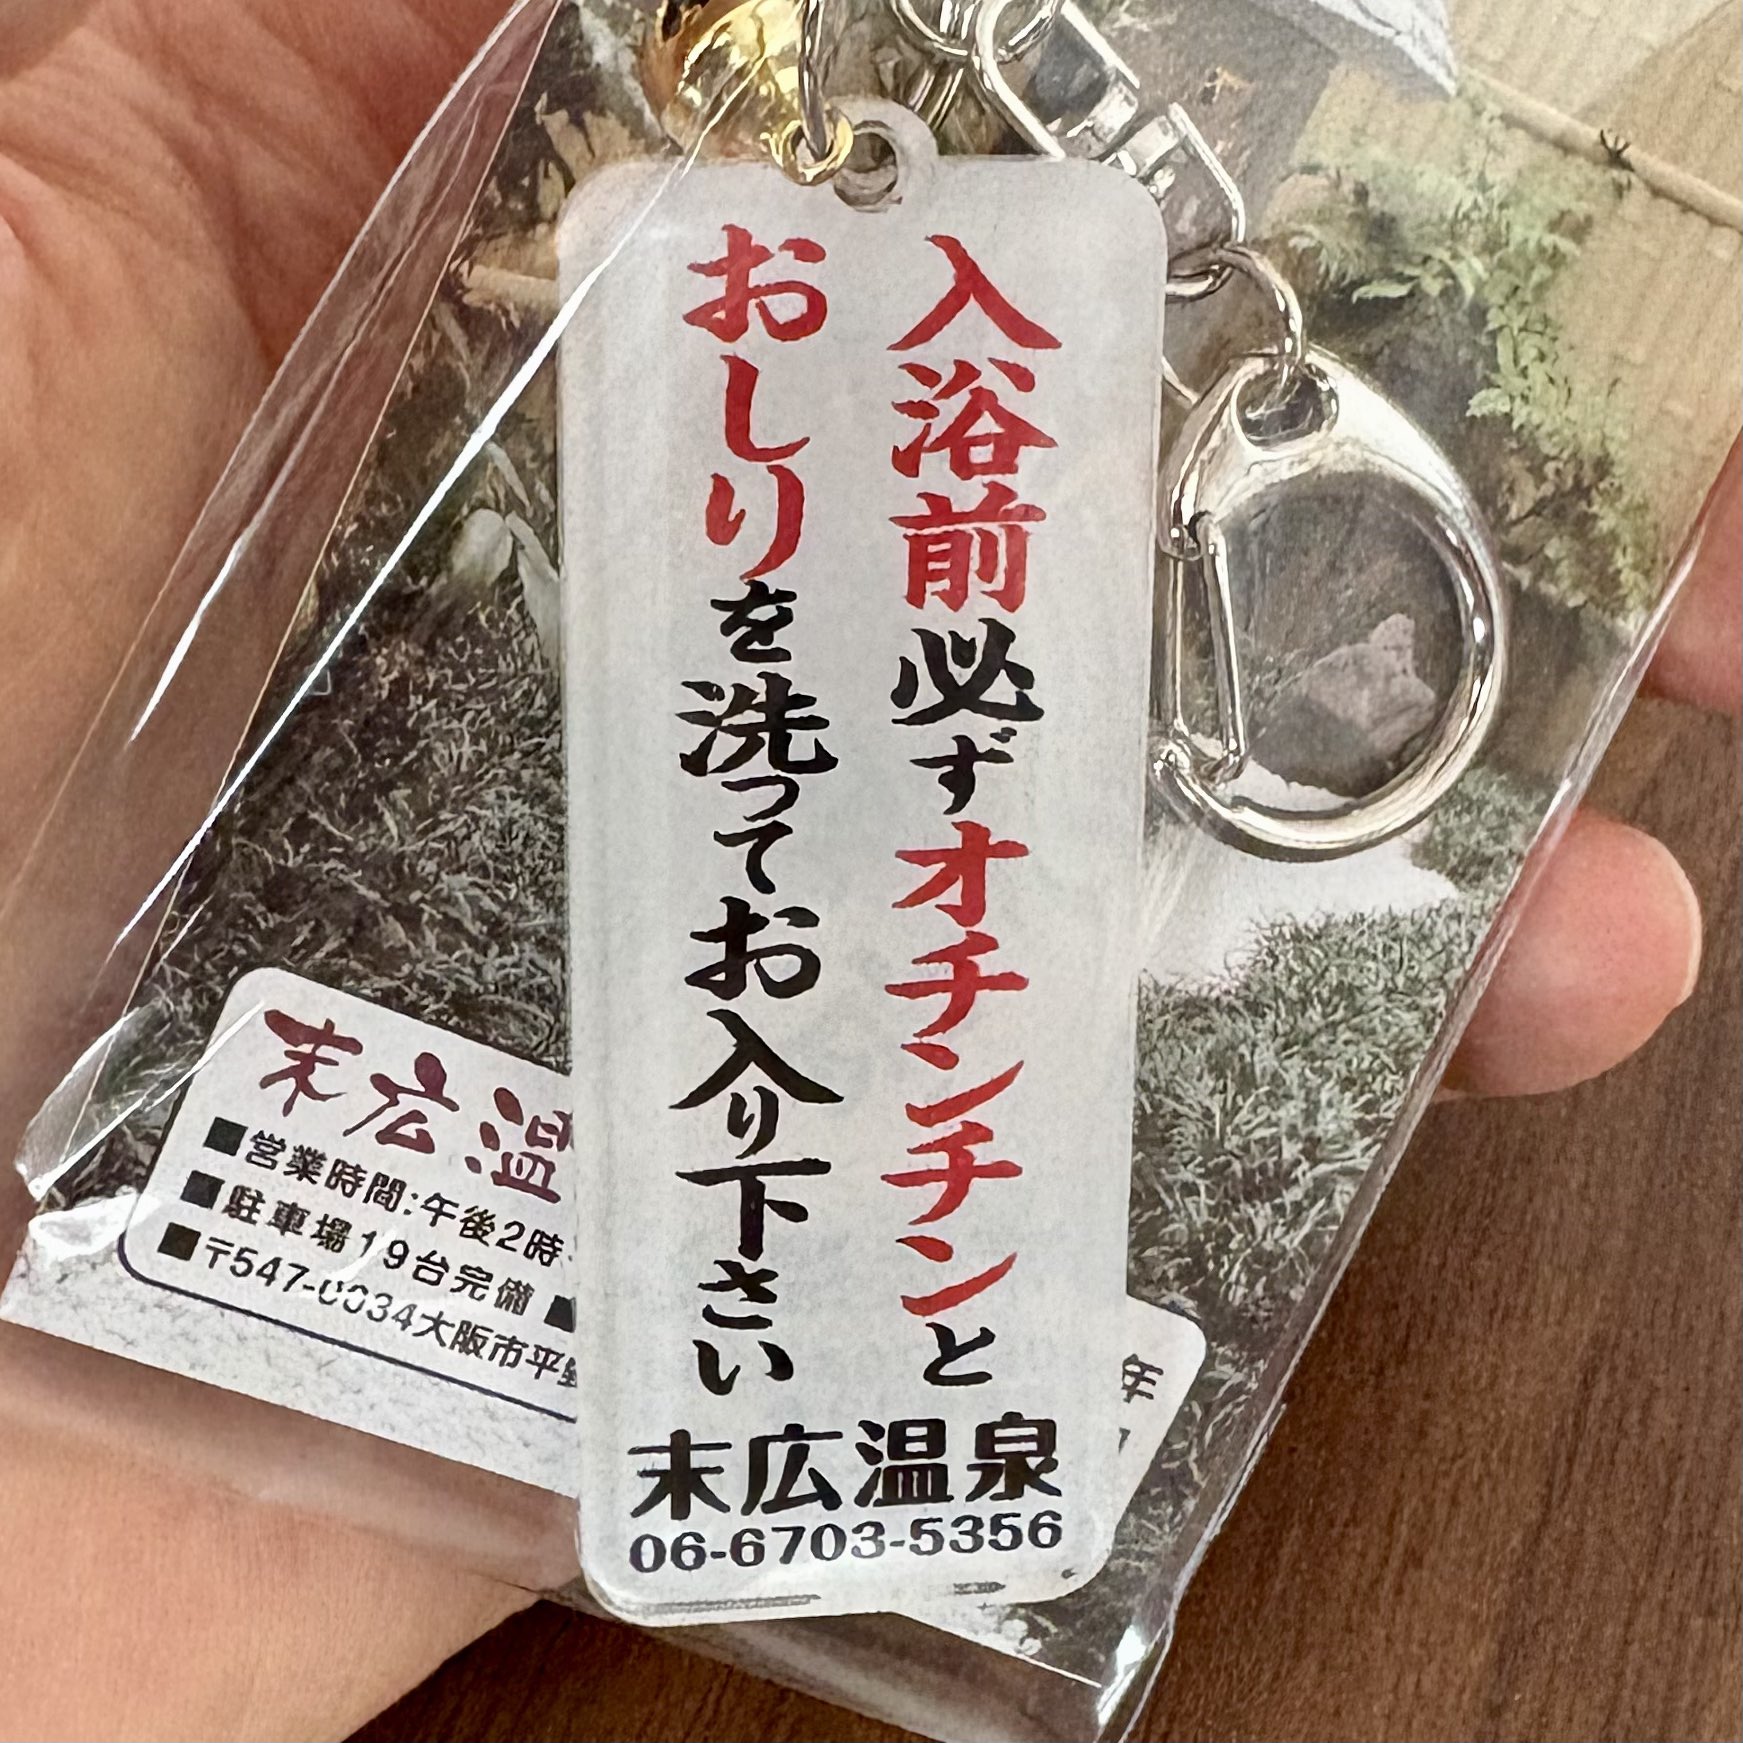 入浴前必ずオチンチンと
おしりを洗ってお入り下さい
末広温泉
06-6703-5356
末広温
■営業時間:午後2時
■駐車場19台完備
■〒547-0034大阪市平
年